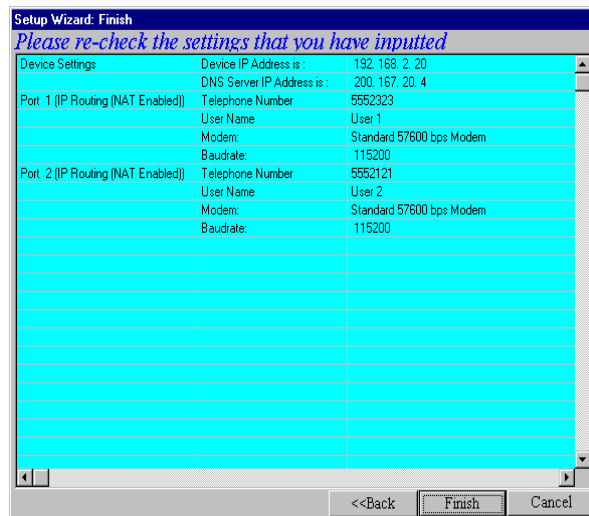 Setup Wizard: Finish
Please re-check the settings that you have inputted
Device Settings Device IP Address is : 192. 168. 2. 20
DNS Server IP Address is : 200. 167. 20. 4
Port 1 (IP Routing (NAT Enabled)) Telephone Number 5552323
User Name User 1
Modem: Standard 57600 bps Modem
Baudrate: 115200
Port 2 (IP Routing (NAT Enabled)) Telephone Number 5552121
User Name User 2
Modem: Standard 57600 bps Modem
Baudrate: 115200
<<Back Finish Cancel